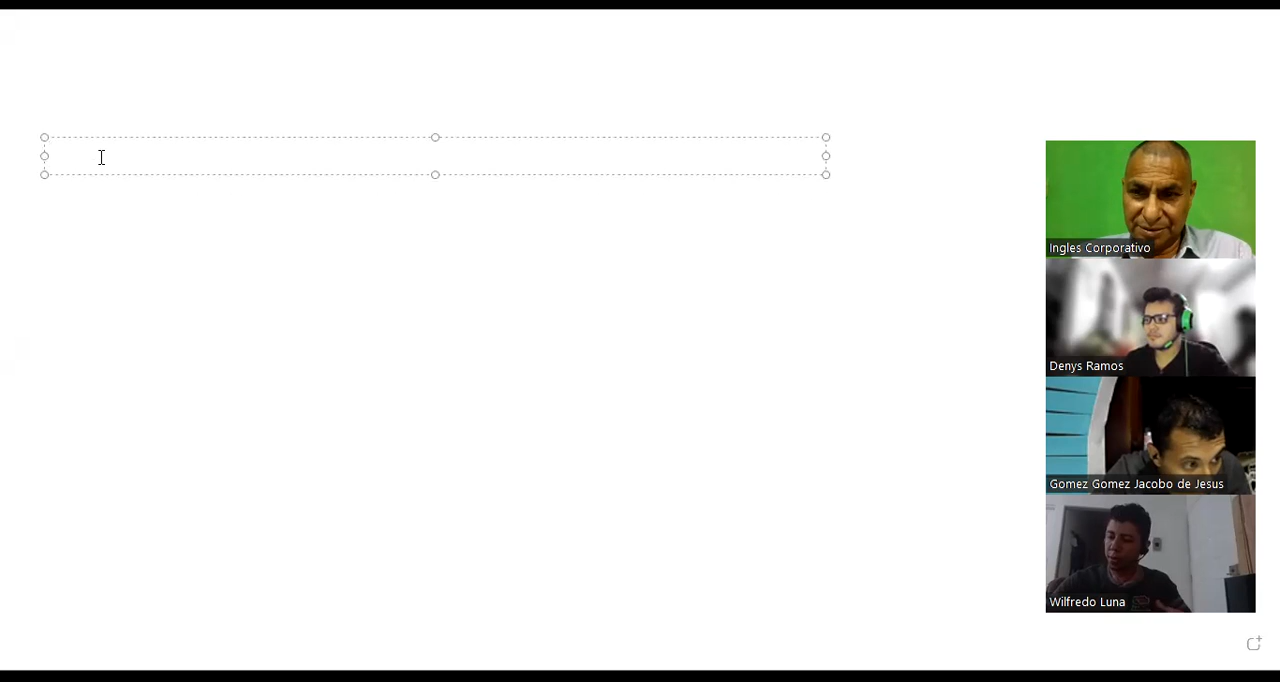 Ingles Corporativo
Denys Ramos
Gomez Gomez Jacobo de Jesus
Wilfredo Luna